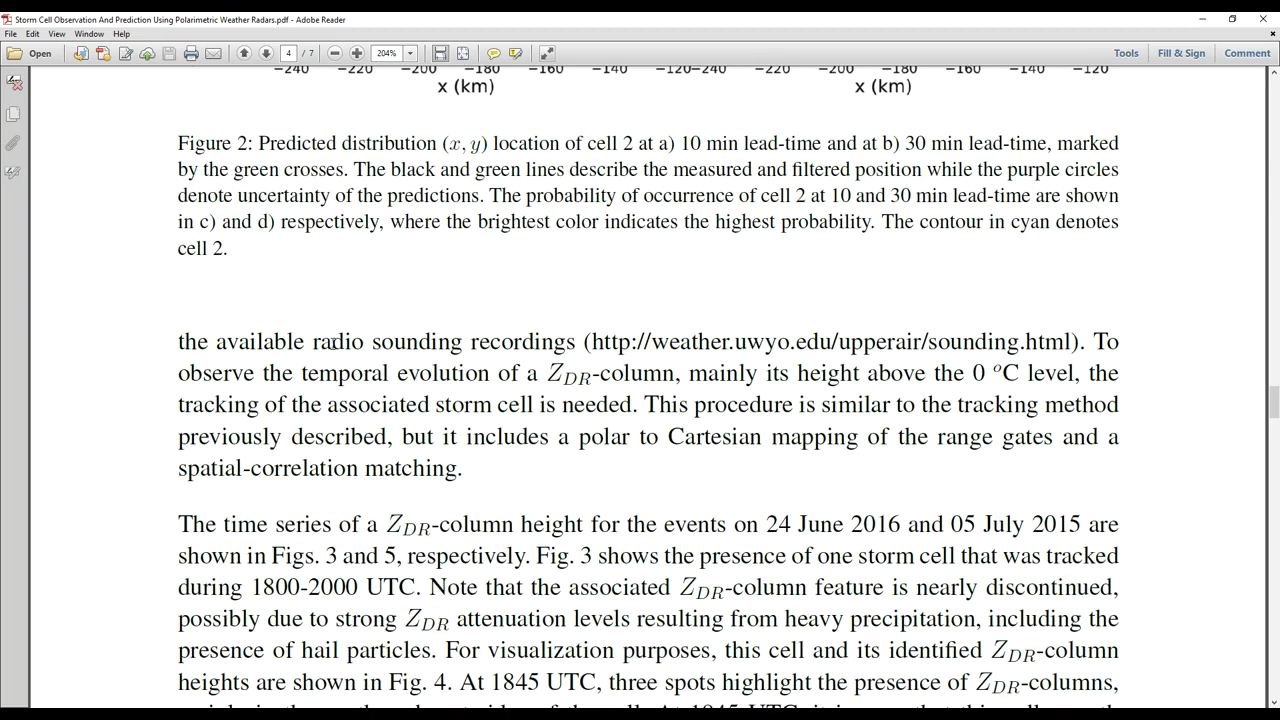 Storm Cell Observation And Prediction Using Polarimetric Weather Radars.pdf - Adobe Reader
File Edit View Window Help
Open 4 / 7 204% Tools Fill & Sign Comment
−240 −220 −200 −180 −160 −140 −120−240 −220 −200 −180 −160 −140 −120
x (km) x (km)
Figure 2: Predicted distribution (x, y) location of cell 2 at a) 10 min lead-time and at b) 30 min lead-time, marked
by the green crosses. The black and green lines describe the measured and filtered position while the purple circles
denote uncertainty of the predictions. The probability of occurrence of cell 2 at 10 and 30 min lead-time are shown
in c) and d) respectively, where the brightest color indicates the highest probability. The contour in cyan denotes
cell 2.
the available radio sounding recordings (http://weather.uwyo.edu/upperair/sounding.html). To
observe the temporal evolution of a Z_DR-column, mainly its height above the 0 °C level, the
tracking of the associated storm cell is needed. This procedure is similar to the tracking method
previously described, but it includes a polar to Cartesian mapping of the range gates and a
spatial-correlation matching.
The time series of a Z_DR-column height for the events on 24 June 2016 and 05 July 2015 are
shown in Figs. 3 and 5, respectively. Fig. 3 shows the presence of one storm cell that was tracked
during 1800-2000 UTC. Note that the associated Z_DR-column feature is nearly discontinued,
possibly due to strong Z_DR attenuation levels resulting from heavy precipitation, including the
presence of hail particles. For visualization purposes, this cell and its identified Z_DR-column
heights are shown in Fig. 4. At 1845 UTC, three spots highlight the presence of Z_DR-columns,